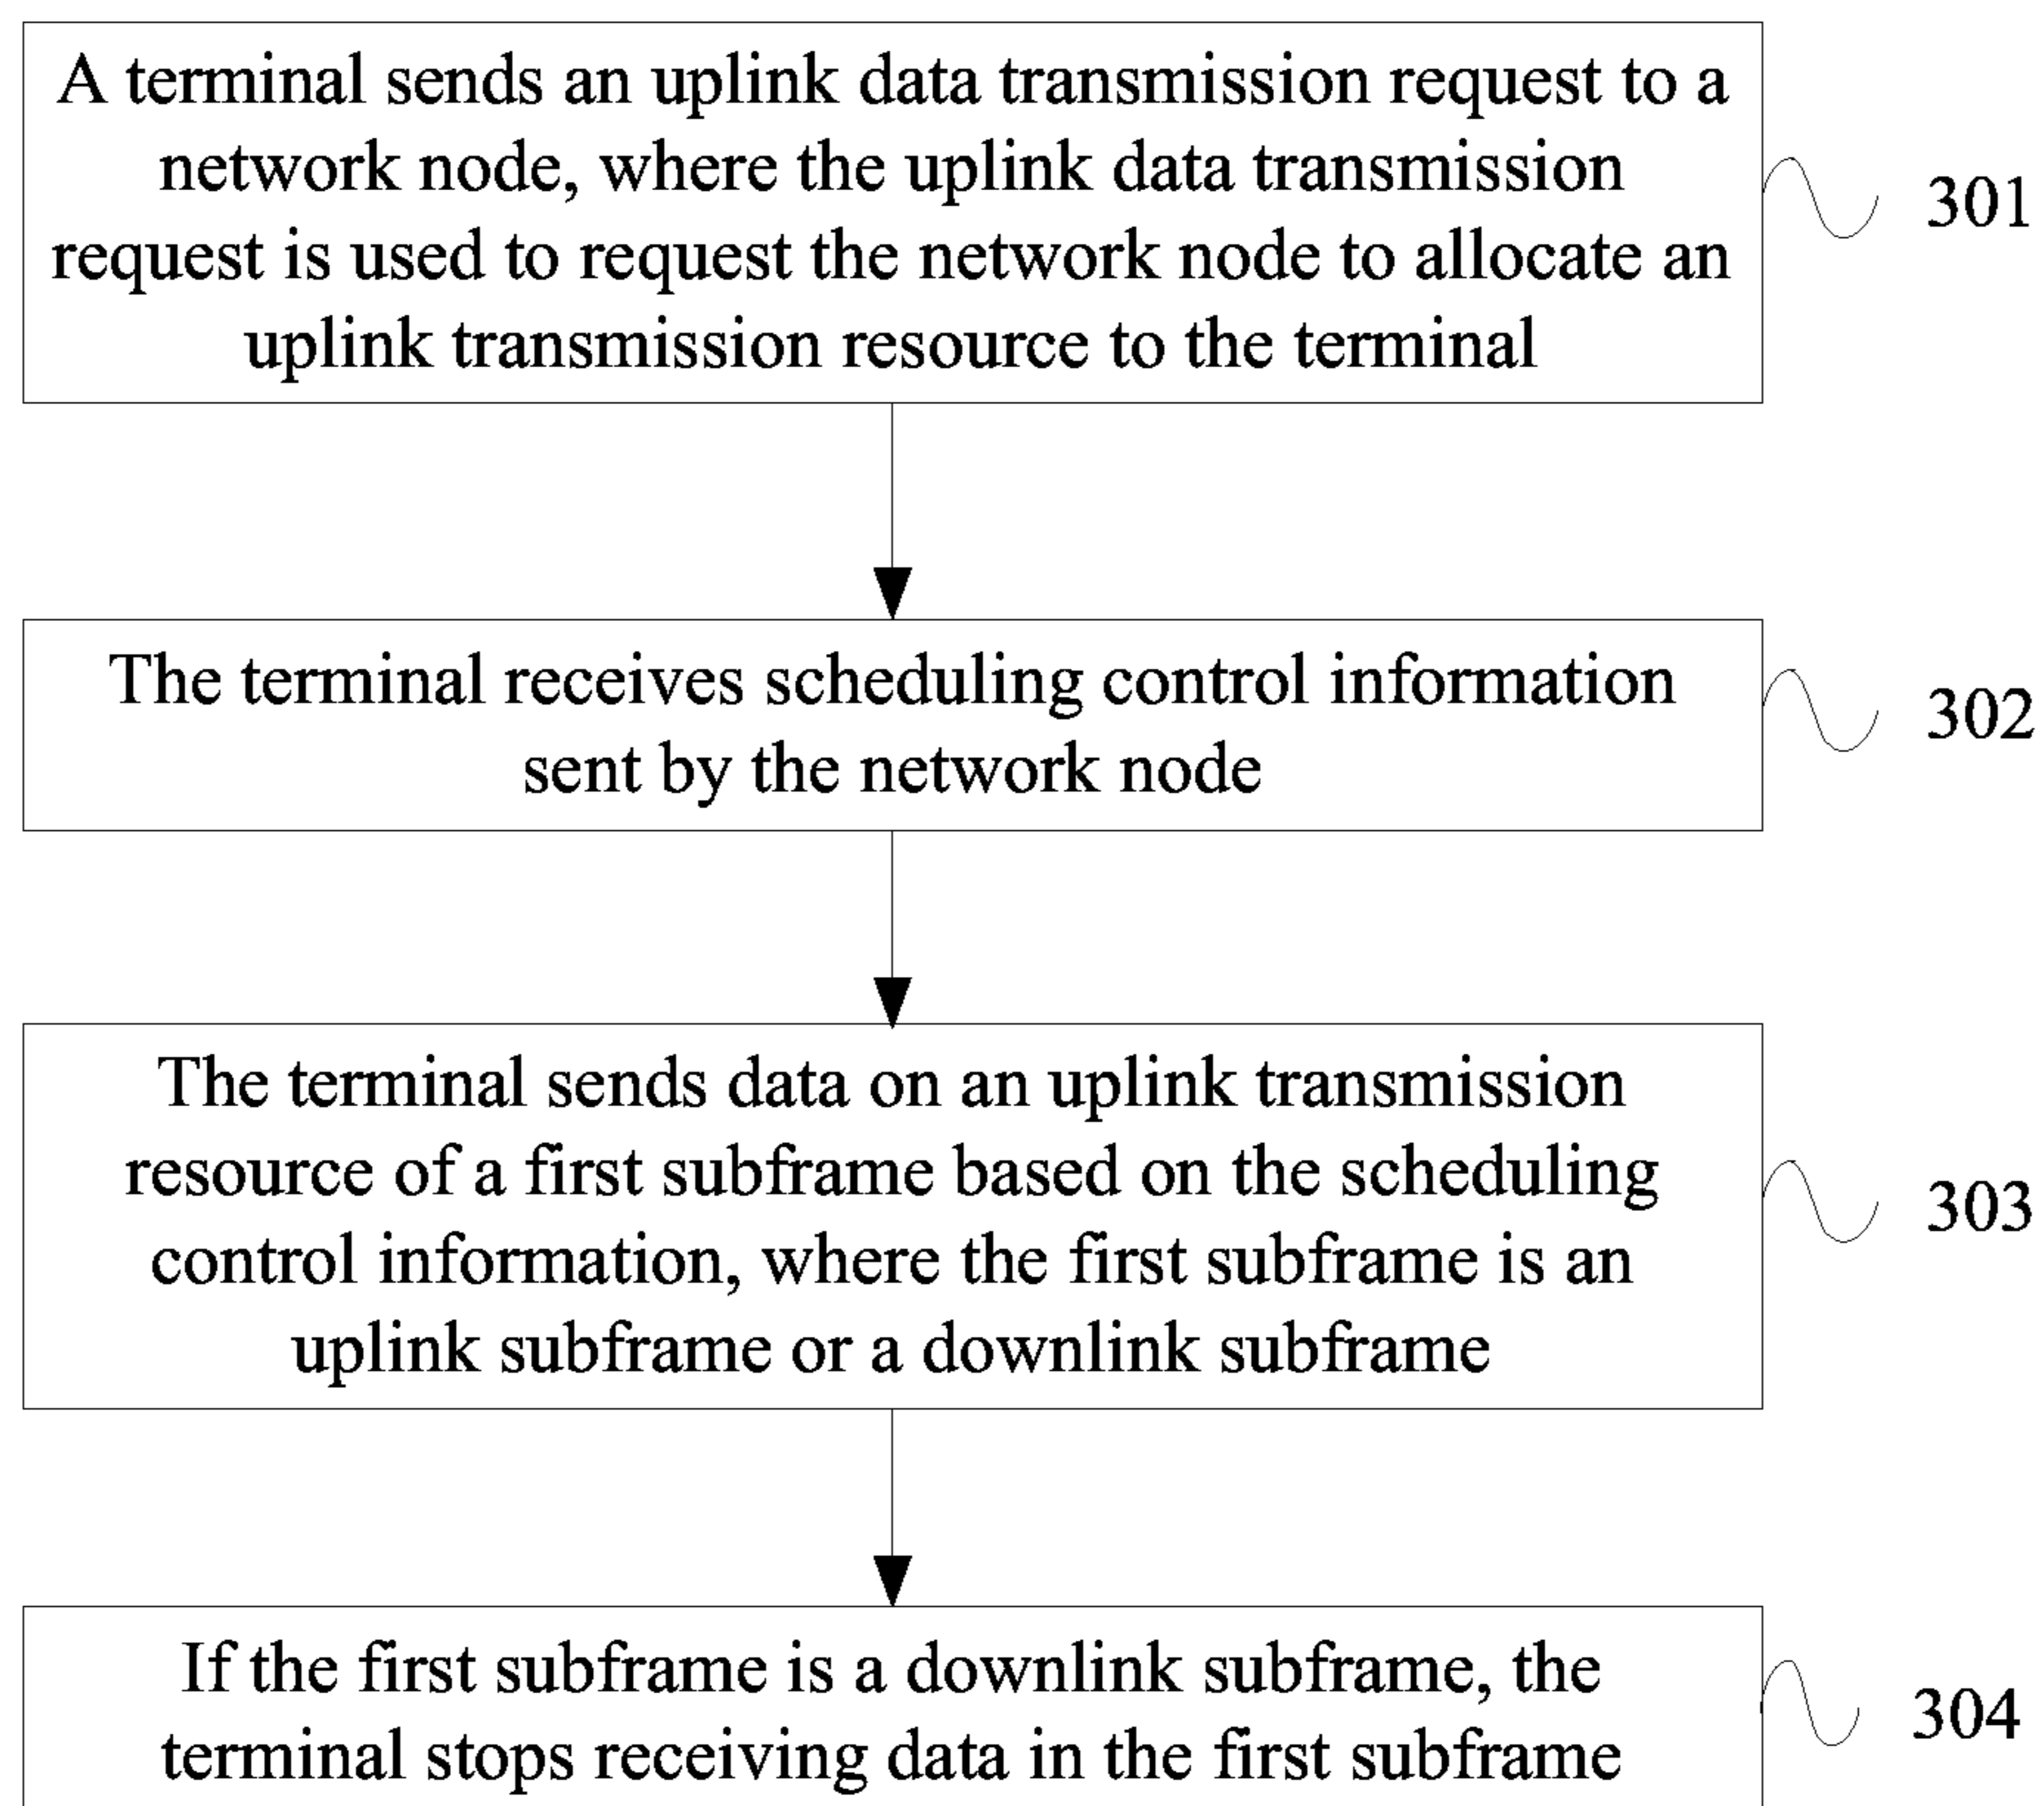 A terminal sends an uplink data transmission request to a
network node, where the uplink data transmission
request is used to request the network node to allocate an
uplink transmission resource to the terminal
301
The terminal receives scheduling control information
sent by the network node
302
The terminal sends data on an uplink transmission
resource of a first subframe based on the scheduling
control information, where the first subframe is an
uplink subframe or a downlink subframe
303
If the first subframe is a downlink subframe, the
terminal stops receiving data in the first subframe
304